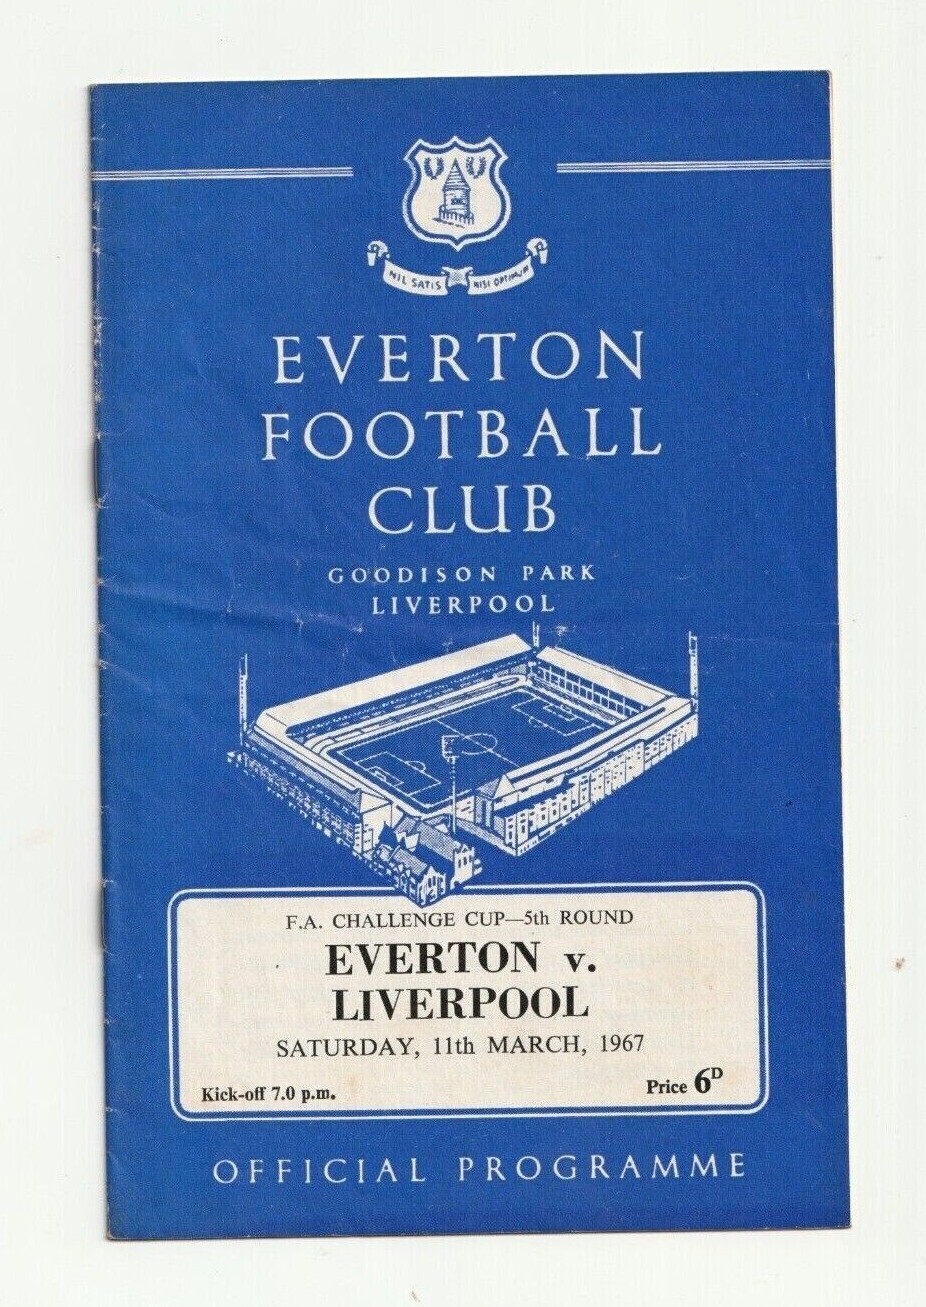 NIL SATIS NISI OPTIMUM
EVERTON
FOOTBALL
CLUB
GOODISON PARK
LIVERPOOL
F.A. CHALLENGE CUP—5th ROUND
EVERTON v.
LIVERPOOL
SATURDAY, 11th MARCH, 1967
Kick-off 7.0 p.m. Price 6D
OFFICIAL PROGRAMME